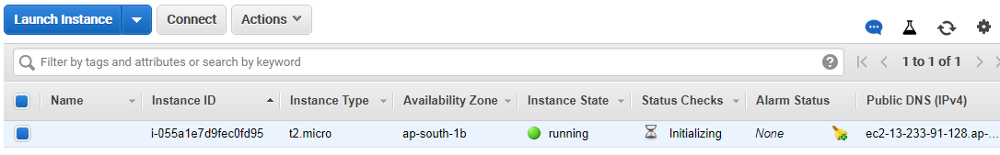 Launch Instance Connect Actions
Filter by tags and attributes or search by keyword 1 to 1 of 1
Name Instance ID Instance Type Availability Zone Instance State Status Checks Alarm Status Public DNS (IPv4)
i-055a1e7d9fec0fd95 t2.micro ap-south-1b running Initializing None ec2-13-233-91-128.ap-...